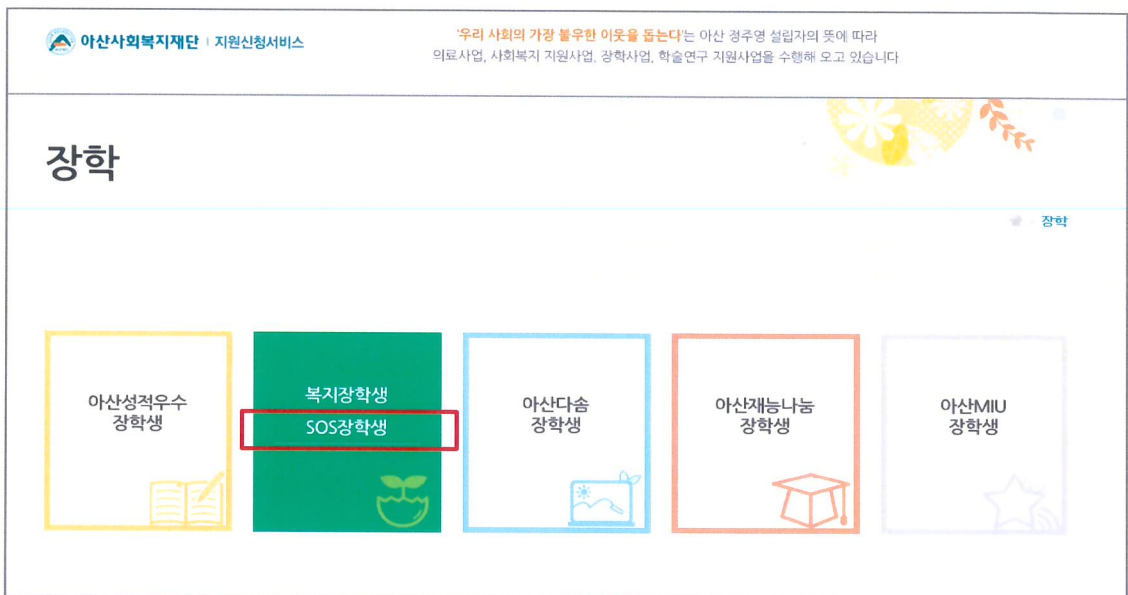 아산사회복지재단 | 지원신청서비스
'우리 사회의 가장 불우한 이웃을 돕는다'는 아산 정주영 설립자의 뜻에 따라
의료사업, 사회복지 지원사업, 장학사업, 학술연구 지원사업을 수행해 오고 있습니다
장학
장학
아산성적우수
장학생
복지장학생
SOS장학생
아산다솜
장학생
아산재능나눔
장학생
아산MIU
장학생